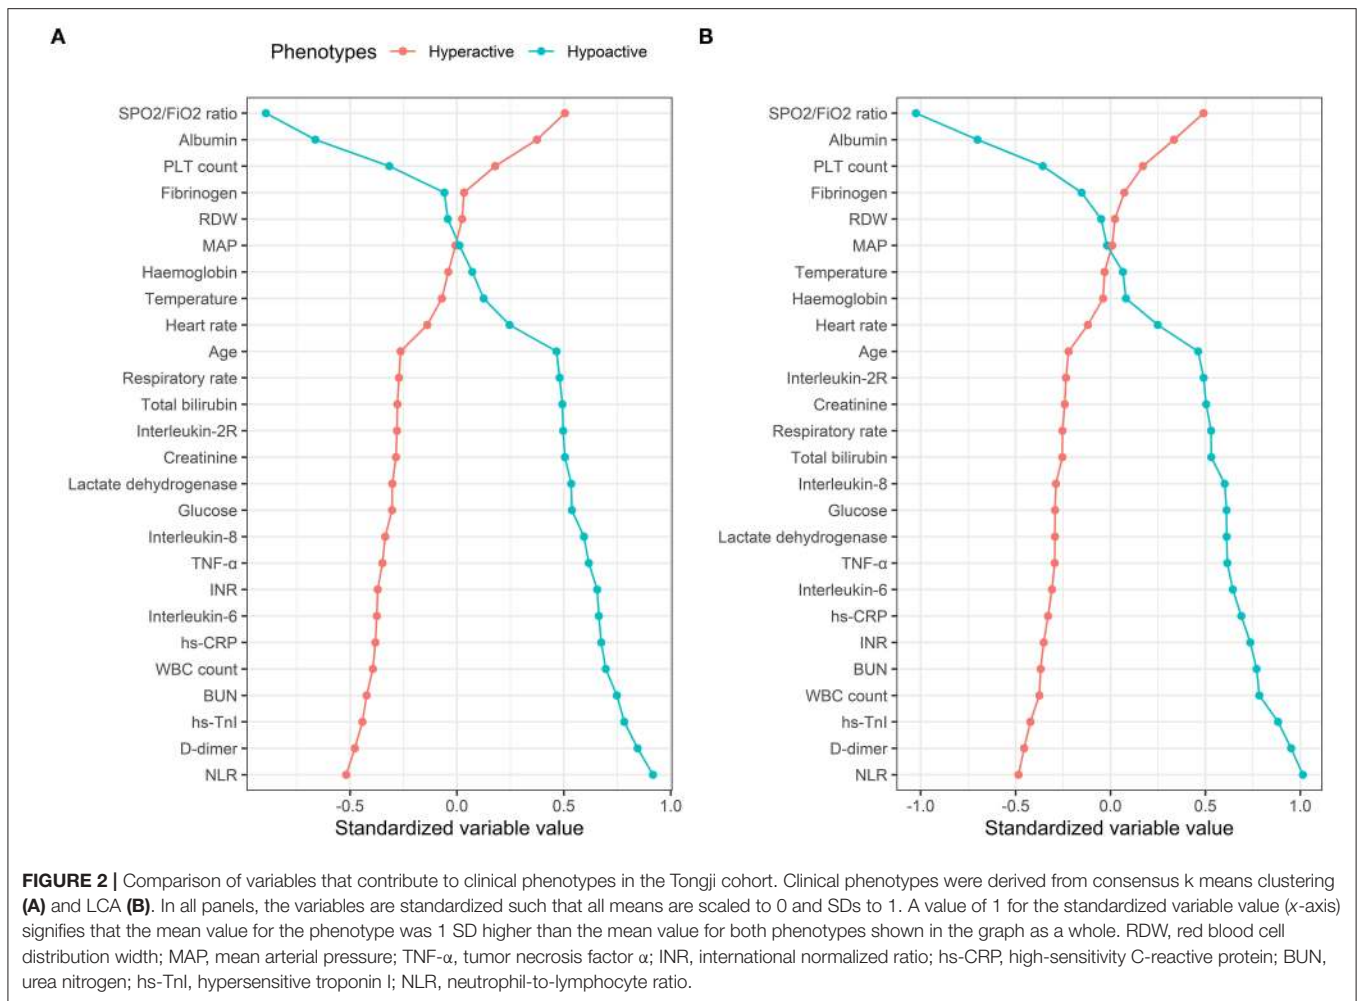 A
B
Phenotypes Hyperactive Hypoactive
SPO2/FiO2 ratio
Albumin
PLT count
Fibrinogen
RDW
MAP
Haemoglobin
Temperature
Heart rate
Age
Respiratory rate
Total bilirubin
Interleukin-2R
Creatinine
Lactate dehydrogenase
Glucose
Interleukin-8
TNF-α
INR
Interleukin-6
hs-CRP
WBC count
BUN
hs-TnI
D-dimer
NLR
-0.5 0.0 0.5 1.0
Standardized variable value
SPO2/FiO2 ratio
Albumin
PLT count
Fibrinogen
RDW
MAP
Temperature
Haemoglobin
Heart rate
Age
Interleukin-2R
Creatinine
Respiratory rate
Total bilirubin
Interleukin-8
Glucose
Lactate dehydrogenase
TNF-α
Interleukin-6
hs-CRP
INR
BUN
WBC count
hs-TnI
D-dimer
NLR
-1.0 -0.5 0.0 0.5 1.0
Standardized variable value
FIGURE 2 | Comparison of variables that contribute to clinical phenotypes in the Tongji cohort. Clinical phenotypes were derived from consensus k means clustering
(A) and LCA (B). In all panels, the variables are standardized such that all means are scaled to 0 and SDs to 1. A value of 1 for the standardized variable value (x-axis)
signifies that the mean value for the phenotype was 1 SD higher than the mean value for both phenotypes shown in the graph as a whole. RDW, red blood cell
distribution width; MAP, mean arterial pressure; TNF-α, tumor necrosis factor α; INR, international normalized ratio; hs-CRP, high-sensitivity C-reactive protein; BUN,
urea nitrogen; hs-TnI, hypersensitive troponin I; NLR, neutrophil-to-lymphocyte ratio.